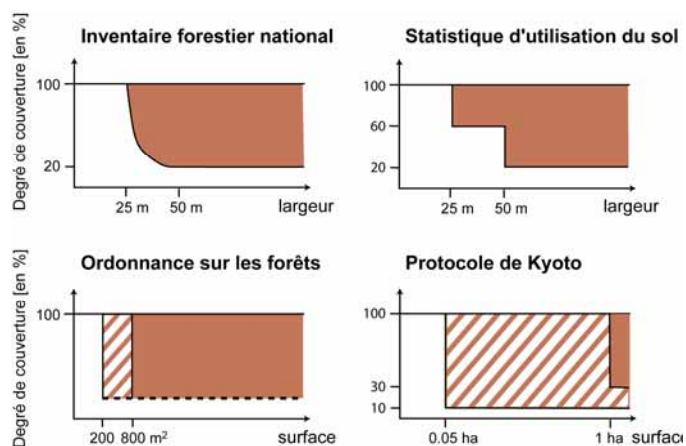 Inventaire forestier national
Statistique d'utilisation du sol
Degré de couverture [en %]
100
20
25 m
50 m
largeur
100
60
20
25 m
50 m
largeur
Ordonnance sur les forêts
Protocole de Kyoto
Degré de couverture [en %]
100
200 800 m²
surface
100
30
10
0.05 ha
1 ha
surface